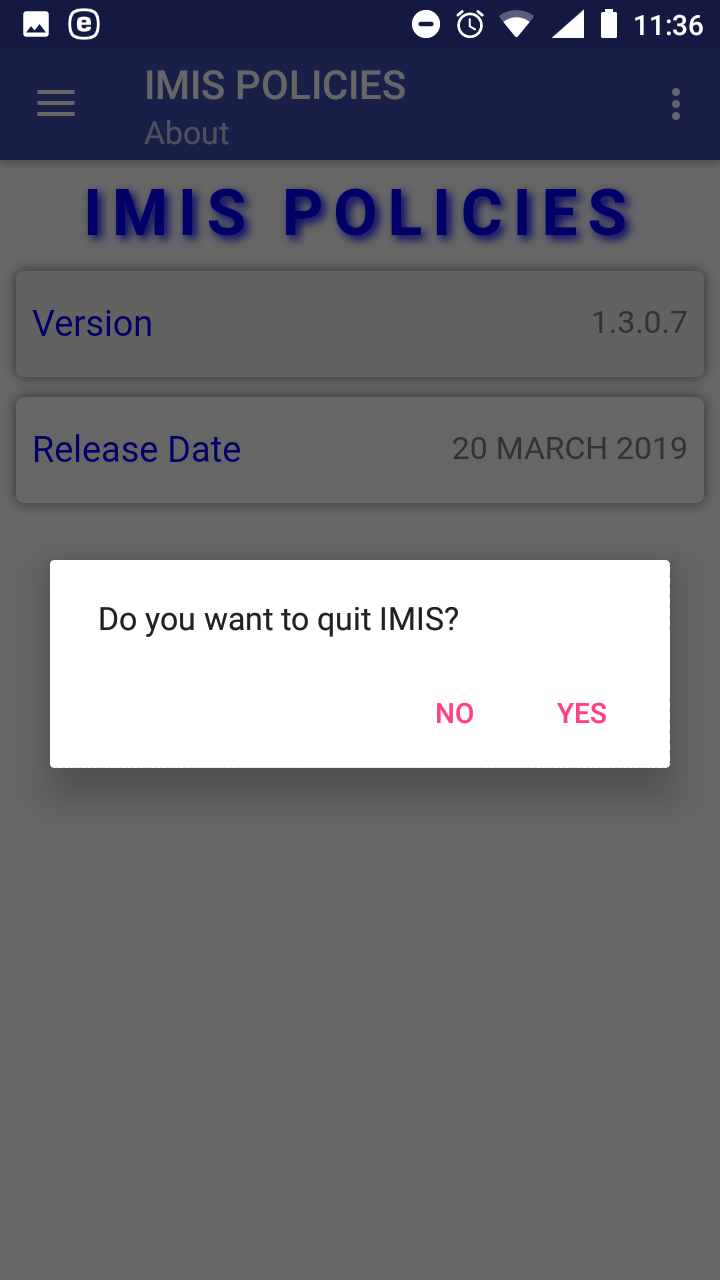 11:36
IMIS POLICIES
About
IMIS POLICIES
Version 1.3.0.7
Release Date 20 MARCH 2019
Do you want to quit IMIS?
NO YES